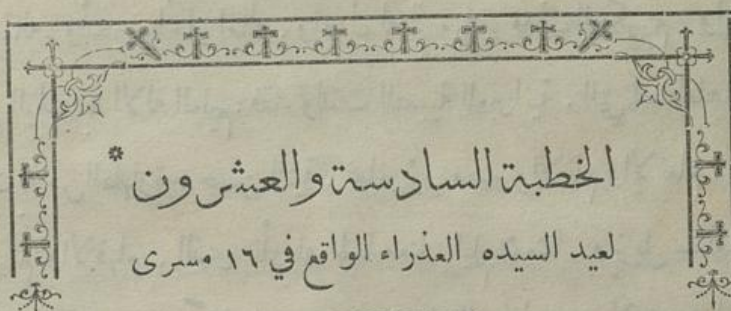 الخطبة السادسة والعشرون *
لعيد السيده العذراء الواقع في ١٦ مسرى